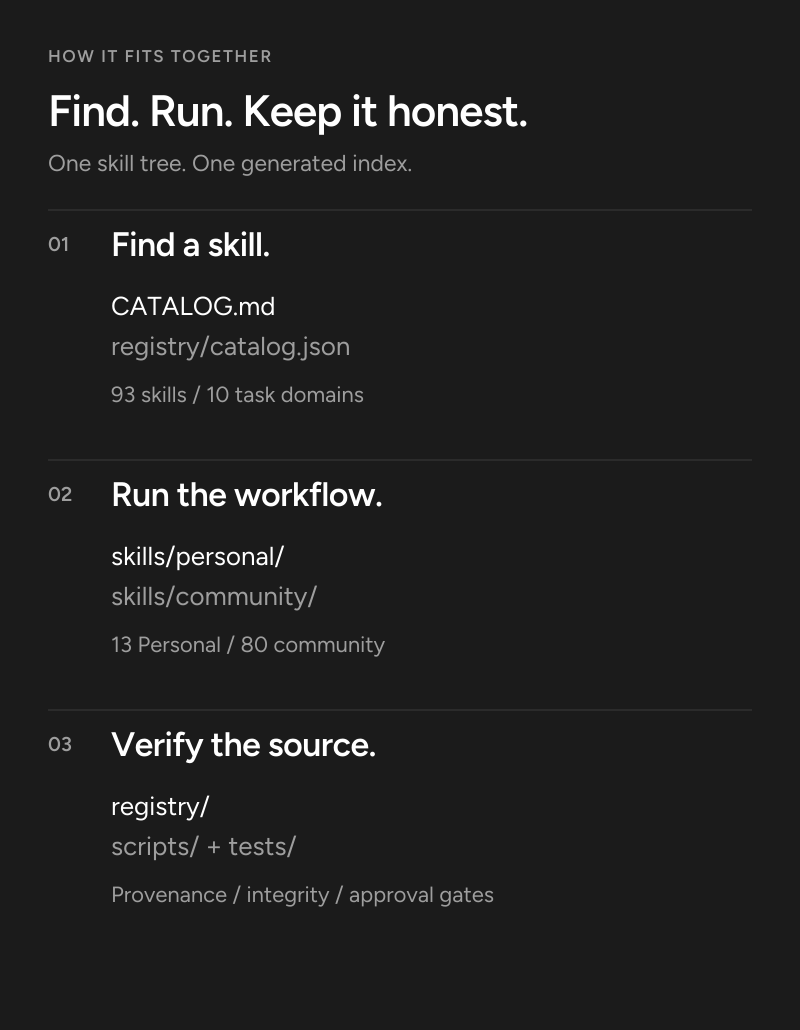 HOW IT FITS TOGETHER
Find. Run. Keep it honest.
One skill tree. One generated index.
01
Find a skill.
CATALOG.md
registry/catalog.json
93 skills / 10 task domains
02
Run the workflow.
skills/personal/
skills/community/
13 Personal / 80 community
03
Verify the source.
registry/
scripts/ + tests/
Provenance / integrity / approval gates